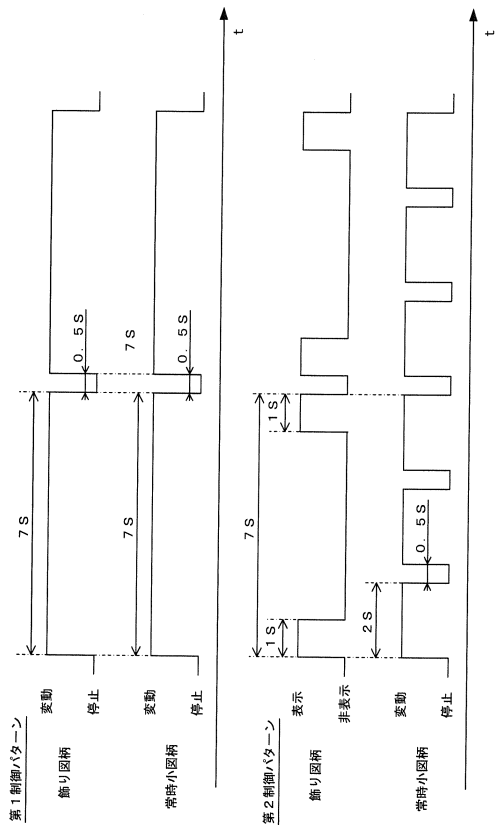 第１制御パターン
飾り図柄
変動
停止
７Ｓ
０．５Ｓ
常時小図柄
変動
停止
７Ｓ
０．５Ｓ
７Ｓ
t
第２制御パターン
飾り図柄
表示
非表示
７Ｓ
１Ｓ
１Ｓ
常時小図柄
変動
停止
２Ｓ
０．５Ｓ
t